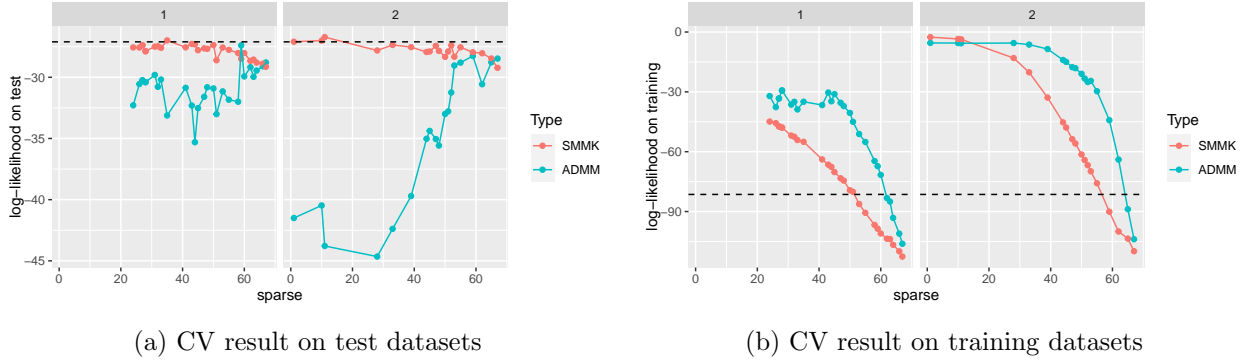 1
2
log−likelihood on test
−30
−35
−40
−45
0
20
40
60
0
20
40
60
sparse
Type
SMMK
ADMM
(a) CV result on test datasets
1
2
log−likelihood on training
0
−30
−60
−90
0
20
40
60
0
20
40
60
sparse
Type
SMMK
ADMM
(b) CV result on training datasets